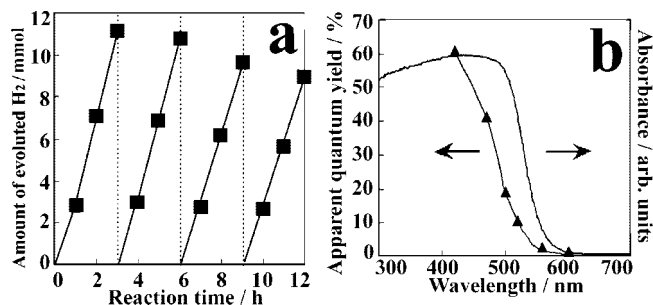 a
Amount of evoluted H2 / mmol
12
10
8
6
4
2
0
0 2 4 6 8 10 12
Reaction time / h
b
Apparent quantum yield / %
70
60
50
40
30
20
10
0
300 400 500 600 700
Wavelength / nm
Absorbance / arb. units